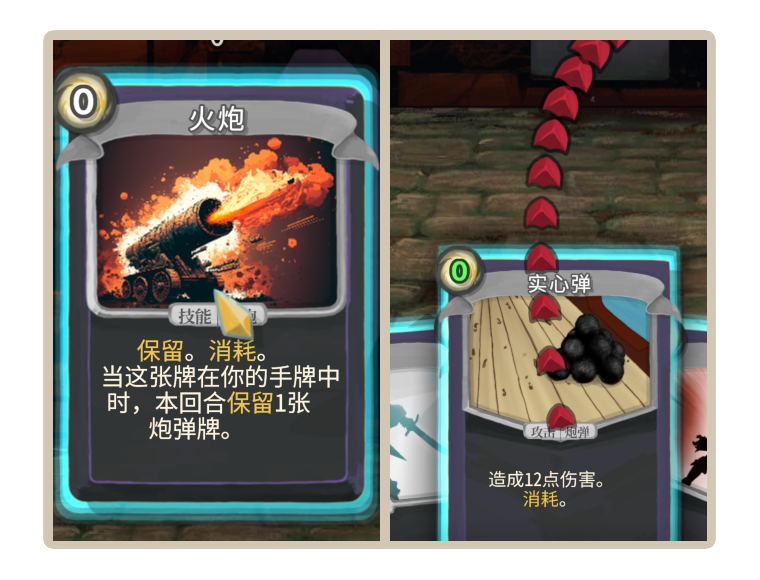 0
火炮
技能
保留。消耗。
当这张牌在你的手牌中
时，本回合保留1张
炮弹牌。
0
实心弹
攻击 炮弹
造成12点伤害。
消耗。